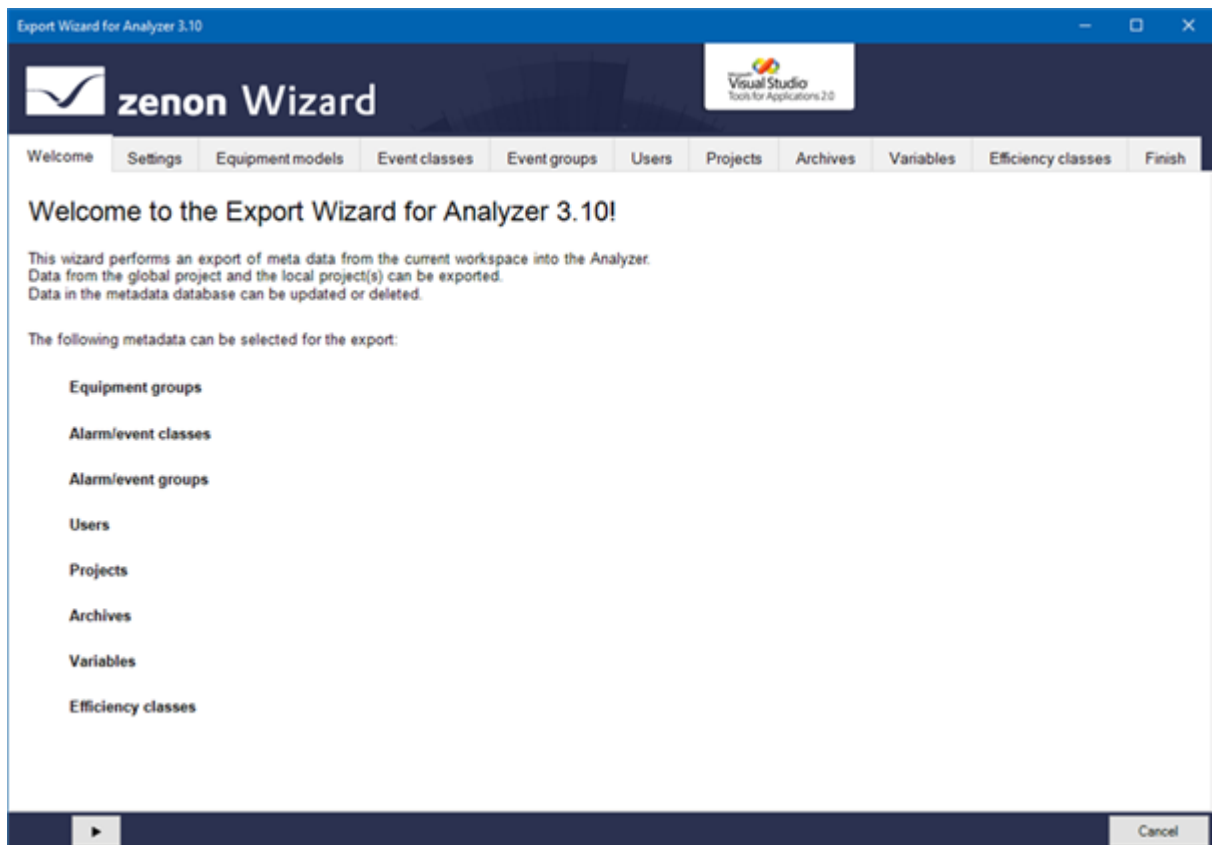 Export Wizard for Analyzer 3.10
Microsoft
Visual Studio
Tools for Applications 2.0
zenon Wizard
Welcome Settings Equipment models Event classes Event groups Users Projects Archives Variables Efficiency classes Finish
Welcome to the Export Wizard for Analyzer 3.10!
This wizard performs an export of meta data from the current workspace into the Analyzer.
Data from the global project and the local project(s) can be exported.
Data in the metadata database can be updated or deleted.
The following metadata can be selected for the export:
Equipment groups
Alarm/event classes
Alarm/event groups
Users
Projects
Archives
Variables
Efficiency classes
Cancel